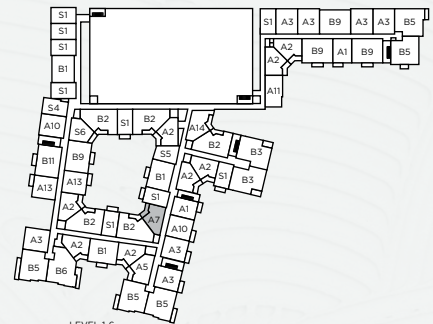 S1
S1 A3 A3 B9 A3 A3 B5
S1
S1
A2 B9 A1 B9 B5
B1
A2
S1
A11
S4
A10
S6 B2 S1 B2 A2
A14
B2
B3
B11
B9
S5
A13
A13
B1
A2 A2 S1 B3
S1
A2
B2 S1 B2 A7
A1
A10
A3
A2 B1 A2
A3
B5 B6
A5
A3
B5 B5